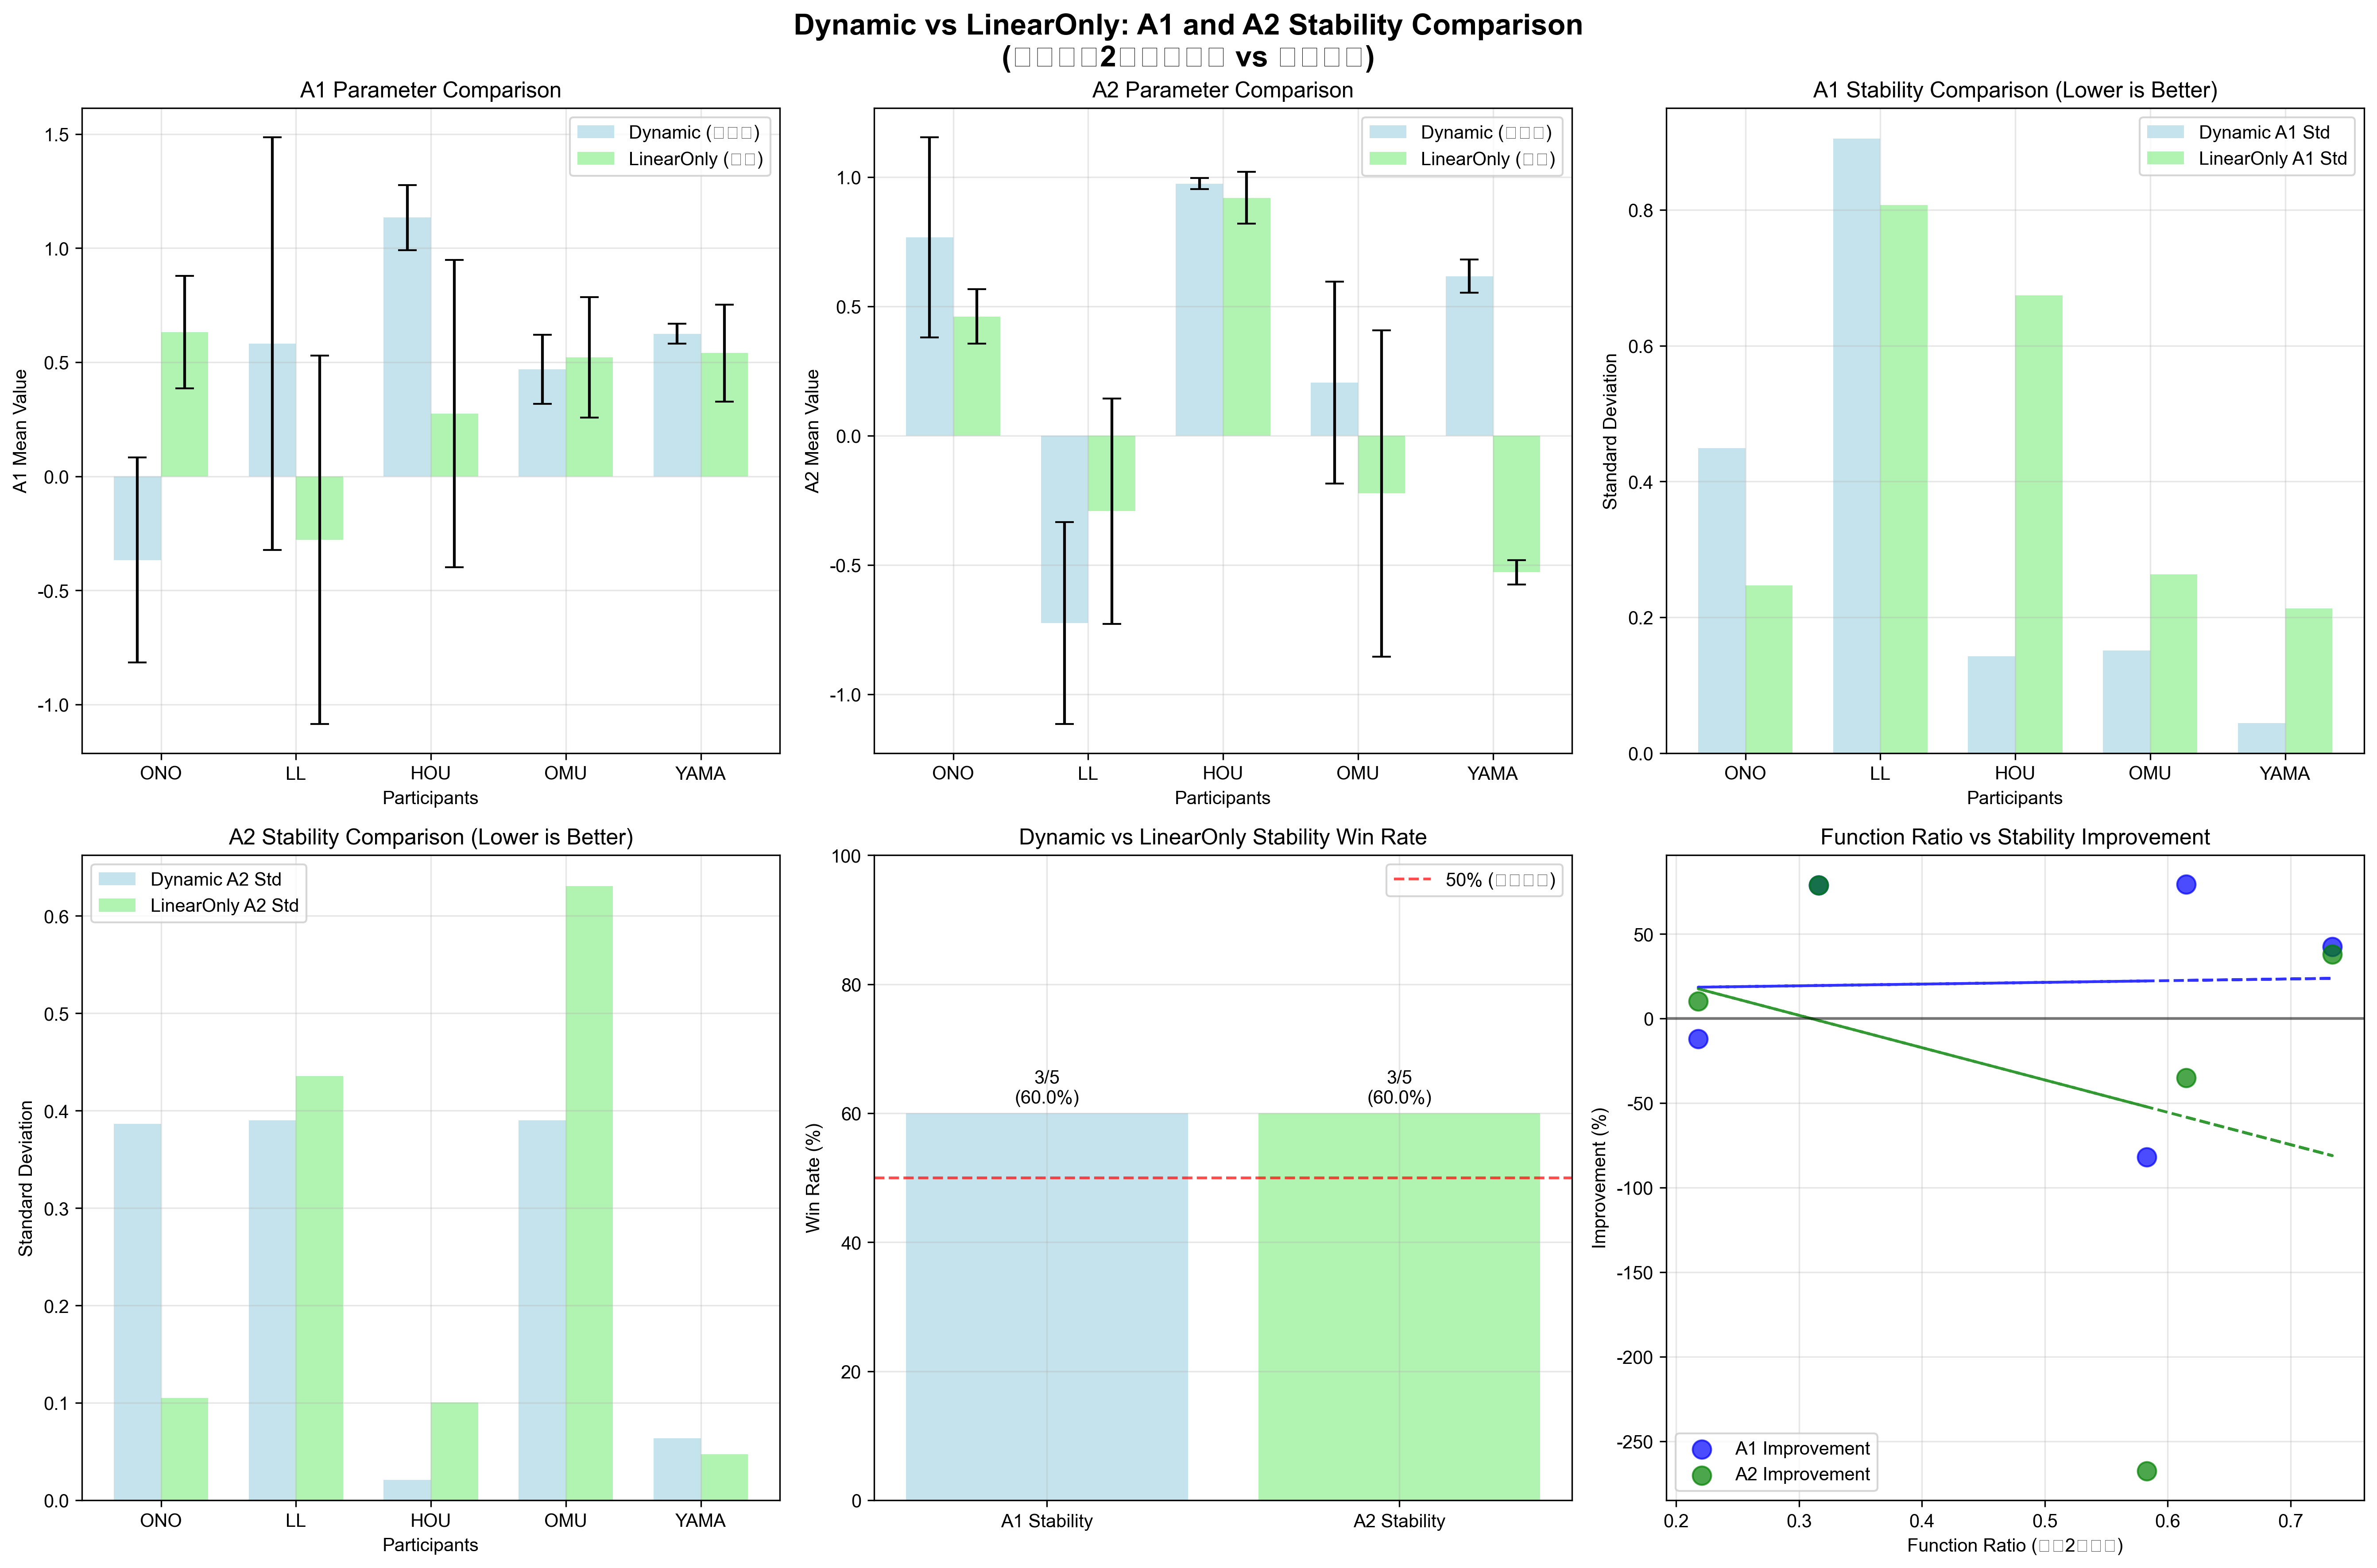 Dynamic vs LinearOnly: A1 and A2 Stability Comparison
(□□□□2□□□□□ vs □□□□)
A1 Parameter Comparison
Dynamic (□□□)
LinearOnly (□□)
1.5
1.0
0.5
0.0
-0.5
-1.0
A1 Mean Value
ONO
LL
HOU
OMU
YAMA
Participants
A2 Parameter Comparison
Dynamic (□□□)
LinearOnly (□□)
1.0
0.5
0.0
-0.5
-1.0
A2 Mean Value
ONO
LL
HOU
OMU
YAMA
Participants
A1 Stability Comparison (Lower is Better)
Dynamic A1 Std
LinearOnly A1 Std
0.8
0.6
0.4
0.2
0.0
Standard Deviation
ONO
LL
HOU
OMU
YAMA
Participants
A2 Stability Comparison (Lower is Better)
Dynamic A2 Std
LinearOnly A2 Std
0.6
0.5
0.4
0.3
0.2
0.1
0.0
Standard Deviation
ONO
LL
HOU
OMU
YAMA
Participants
Dynamic vs LinearOnly Stability Win Rate
50% (□□□□)
100
80
60
40
20
0
Win Rate (%)
3/5
(60.0%)
3/5
(60.0%)
A1 Stability
A2 Stability
Function Ratio vs Stability Improvement
50
0
-50
-100
-150
-200
-250
Improvement (%)
A1 Improvement
A2 Improvement
0.2
0.3
0.4
0.5
0.6
0.7
Function Ratio (□□2□□□)